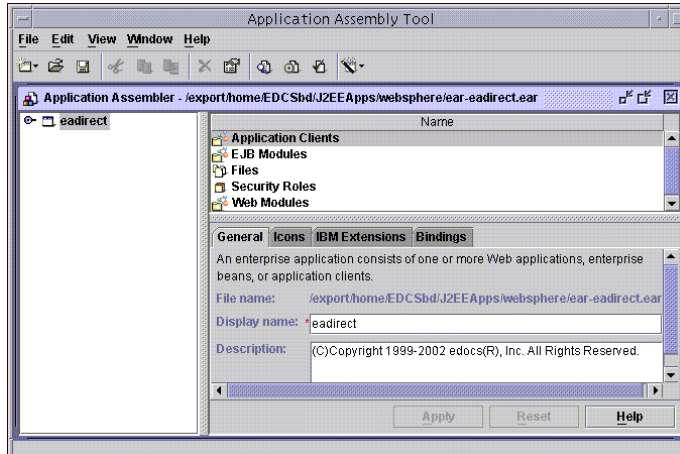 Application Assembly Tool
File Edit View Window Help
Application Assembler - /export/home/EDCSbd/J2EEApps/websphere/ear-eadirect.ear
eadirect
Name
Application Clients
EJB Modules
Files
Security Roles
Web Modules
General Icons IBM Extensions Bindings
An enterprise application consists of one or more Web applications, enterprise
beans, or application clients.
File name: /export/home/EDCSbd/J2EEApps/websphere/ear-eadirect.ear
Display name: *eadirect
Description: (C)Copyright 1999-2002 edocs(R), Inc. All Rights Reserved.
Apply Reset Help